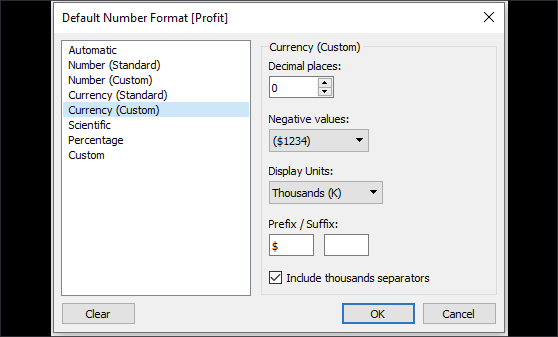 Default Number Format [Profit]
Automatic
Number (Standard)
Number (Custom)
Currency (Standard)
Currency (Custom)
Scientific
Percentage
Custom
Currency (Custom)
Decimal places:
0
Negative values:
($1234)
Display Units:
Thousands (K)
Prefix / Suffix:
$
Include thousands separators
Clear
OK
Cancel